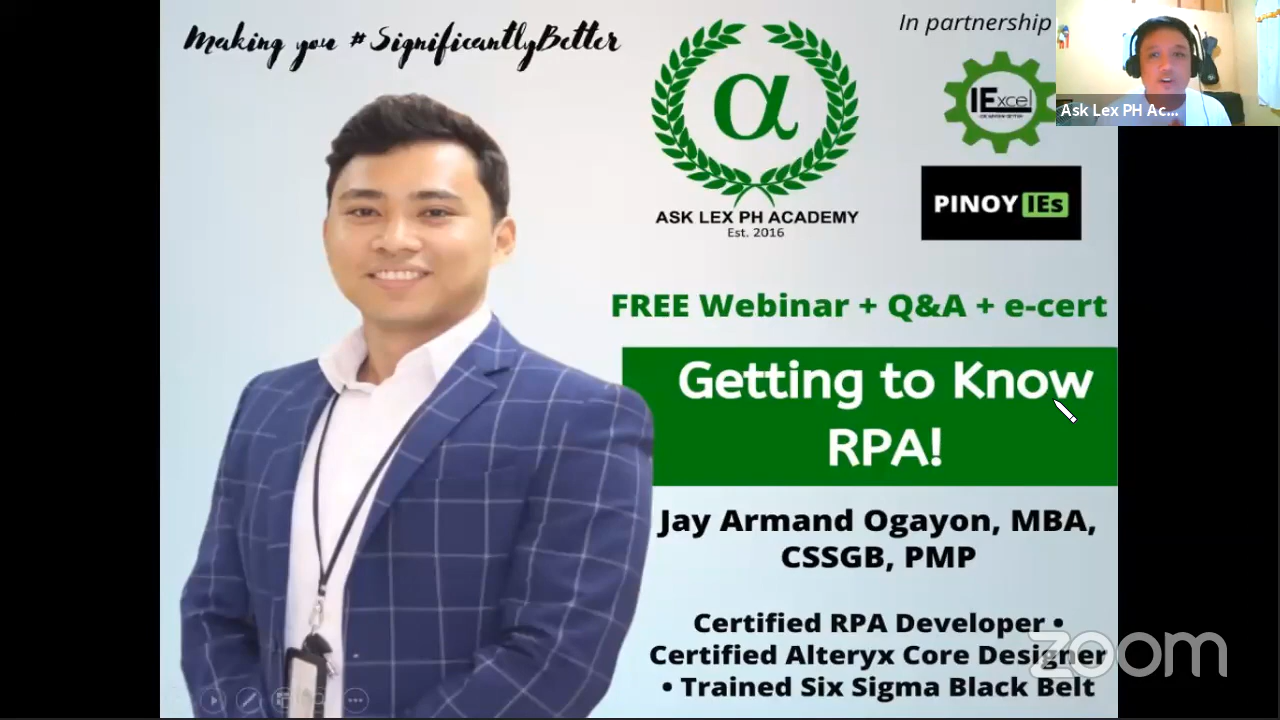 Making you #SignificantlyBetter
α
ASK LEX PH ACADEMY
Est. 2016
In partnership
IExcel
PINOY IEs
Ask Lex PH Ac...
FREE Webinar + Q&A + e-cert
Getting to Know
RPA!
Jay Armand Ogayon, MBA,
CSSGB, PMP
Certified RPA Developer •
Certified Alteryx Core Designer
• Trained Six Sigma Black Belt
zoom